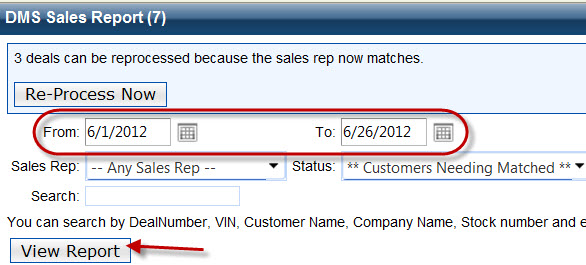 DMS Sales Report (7)
3 deals can be reprocessed because the sales rep now matches.
Re-Process Now
From: 6/1/2012 To: 6/26/2012
Sales Rep: -- Any Sales Rep -- Status: ** Customers Needing Matched **
Search:
You can search by DealNumber, VIN, Customer Name, Company Name, Stock number and
View Report